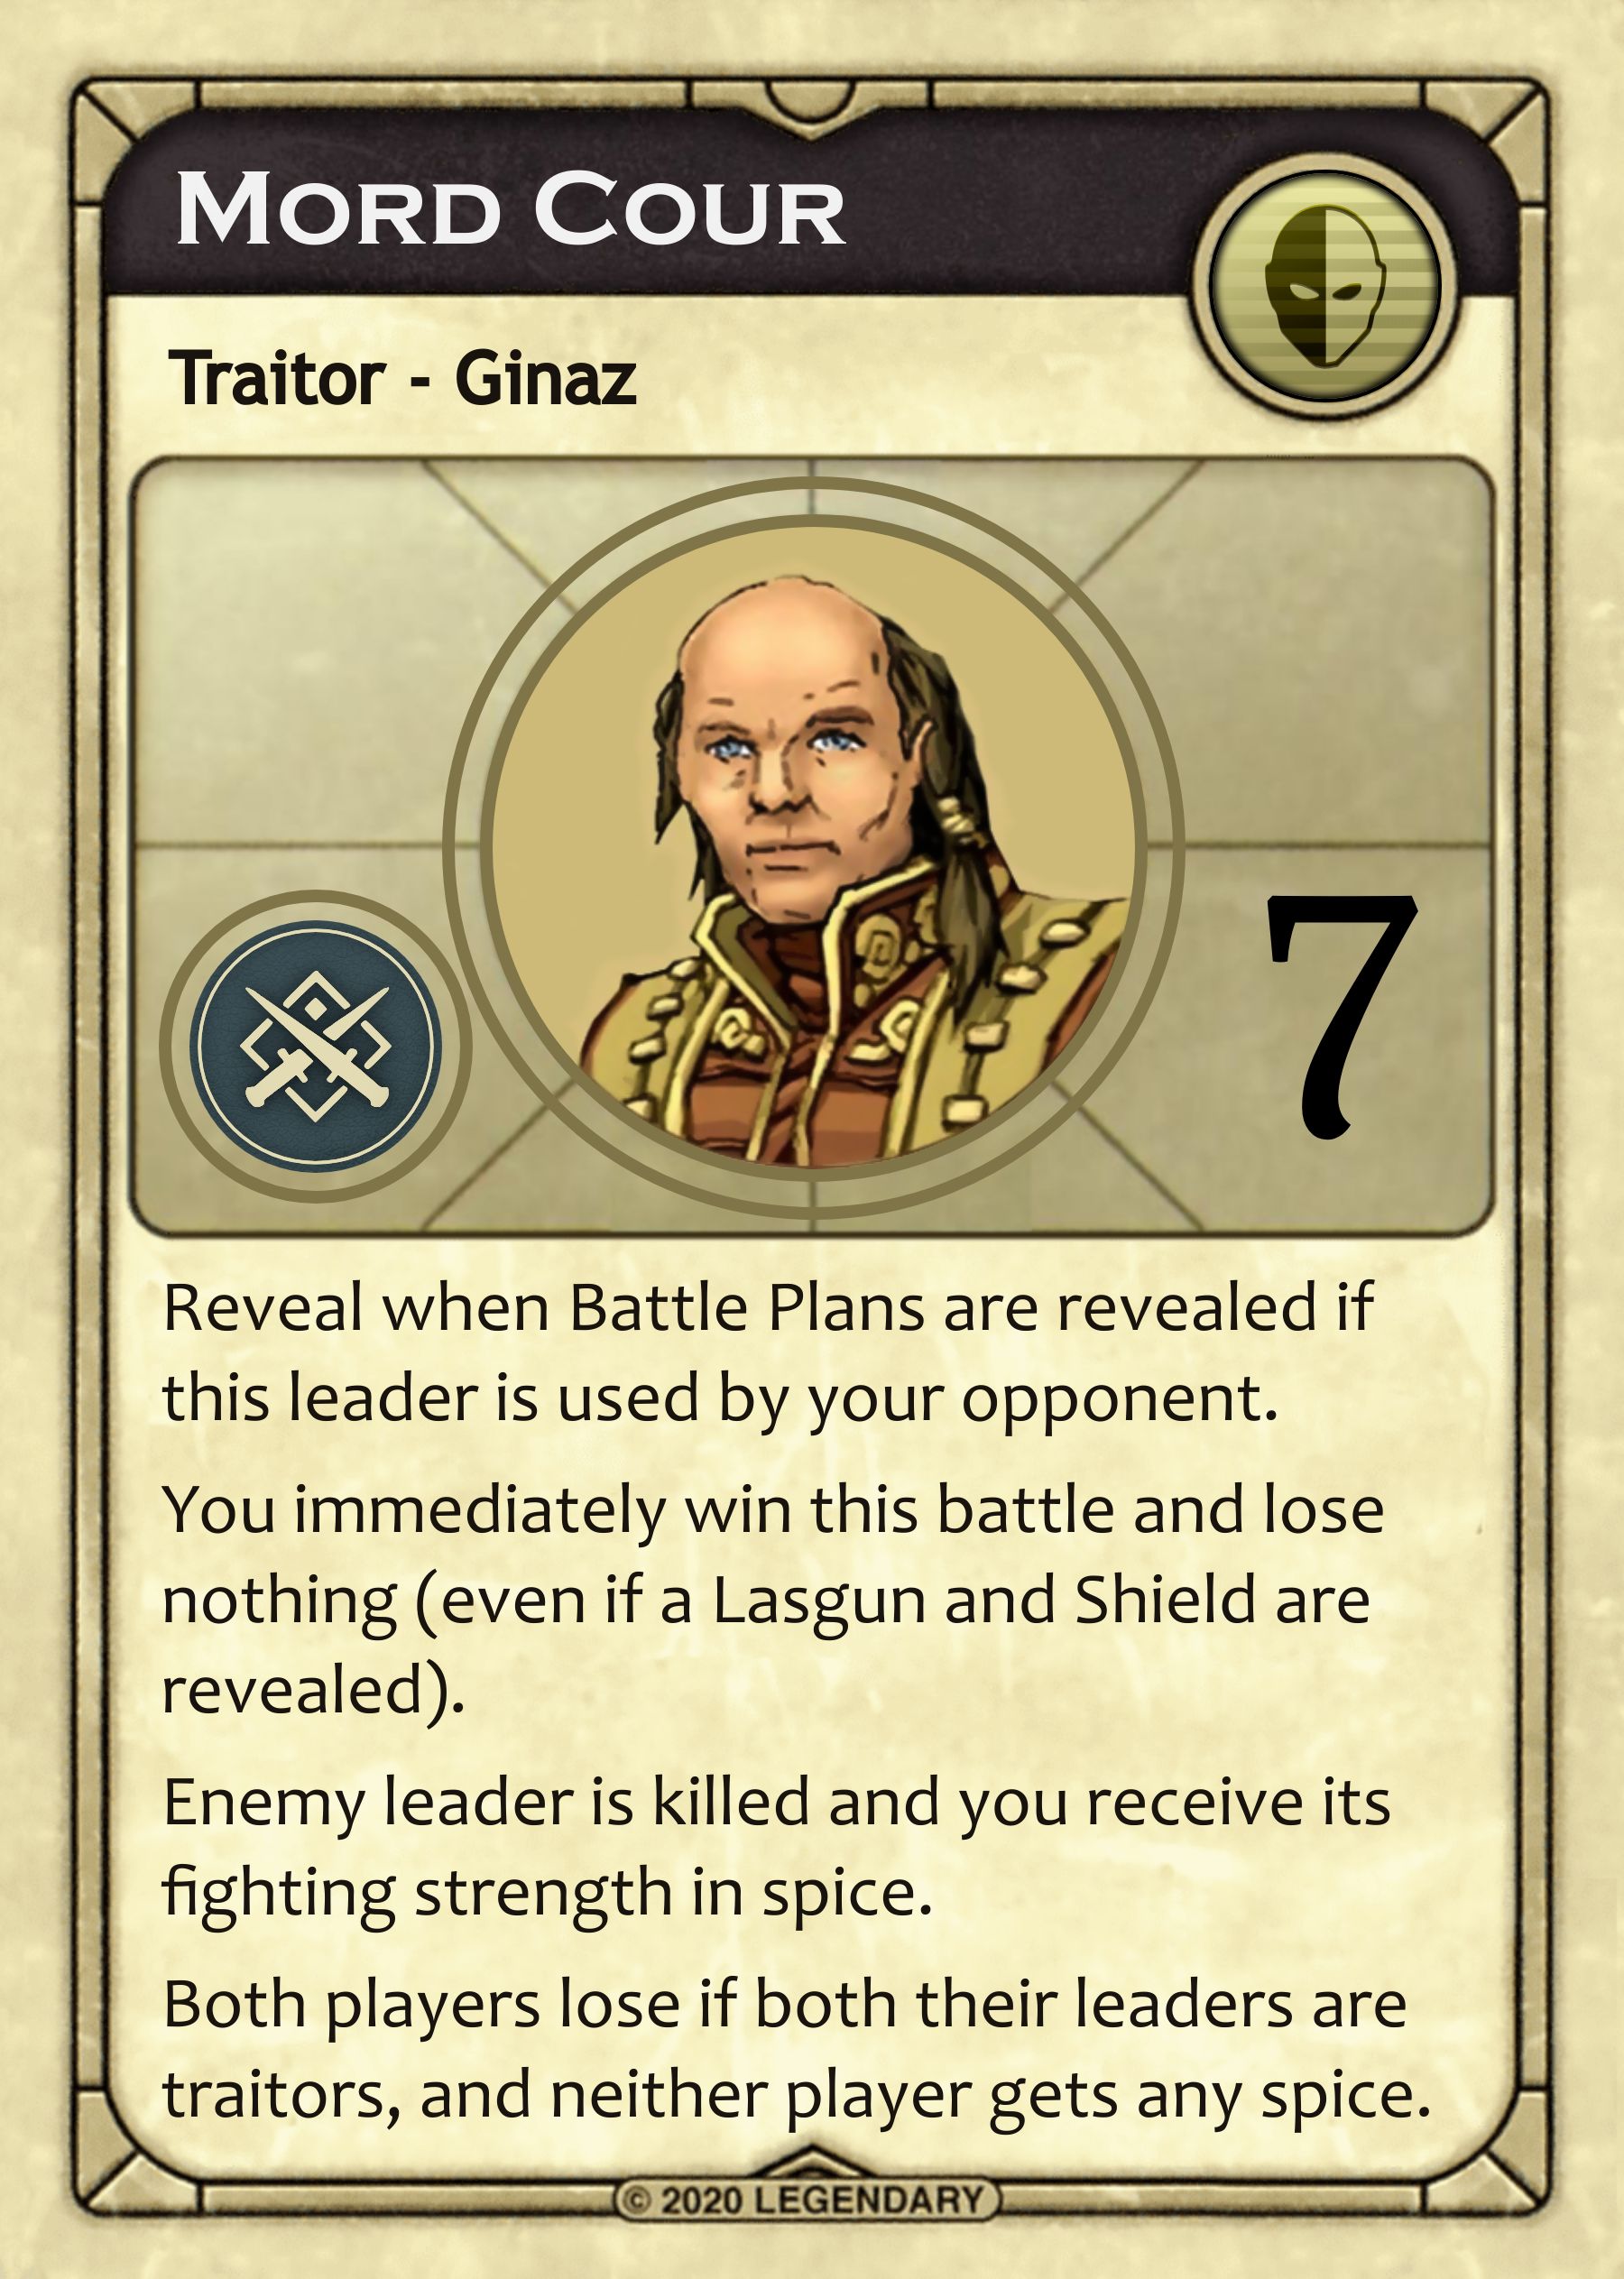 Mord Cour
Traitor - Ginaz
7
Reveal when Battle Plans are revealed if
this leader is used by your opponent.
You immediately win this battle and lose
nothing (even if a Lasgun and Shield are
revealed).
Enemy leader is killed and you receive its
fighting strength in spice.
Both players lose if both their leaders are
traitors, and neither player gets any spice.
© 2020 LEGENDARY